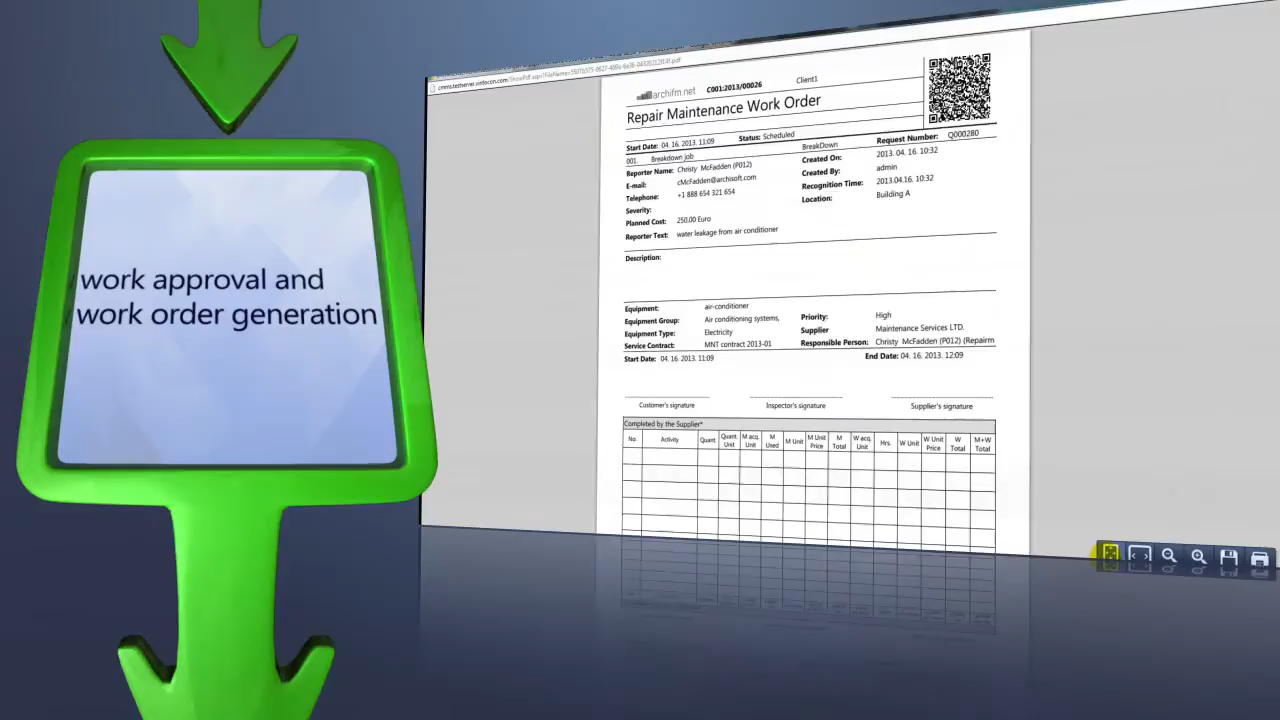 work approval and
work order generation
archifm.net
C001:2013/00026
Client1
Repair Maintenance Work Order
Start Date: 04. 16. 2013. 11:09
Status: Scheduled
Request Number: Q000280
001. Breakdown job
BreakDown
Reporter Name: Christy McFadden (P012)
E-mail: cMcFadden@archisoft.com
Telephone: +1 888 654 321 654
Severity:
Planned Cost: 250,00 Euro
Reporter Text: water leakage from air conditioner
Created On: 2013. 04. 16. 10:32
Created By: admin
Recognition Time: 2013.04.16. 10:32
Location: Building A
Description:
Equipment: air-conditioner
Equipment Group: Air conditioning systems,
Equipment Type: Electricity
Service Contract: MNT contract 2013-01
Priority: High
Supplier Maintenance Services LTD.
Responsible Person: Christy McFadden (P012) (Repairm
Start Date: 04. 16. 2013. 11:09
End Date: 04. 16. 2013. 12:09
Customer's signature
Inspector's signature
Supplier's signature
Completed by the Supplier*
No. Activity Quant. Quant. Unit M acq. Unit M Used M Unit M Unit Price M Total W acq. Unit Hrs. W Unit W Unit Price W Total M+W Total